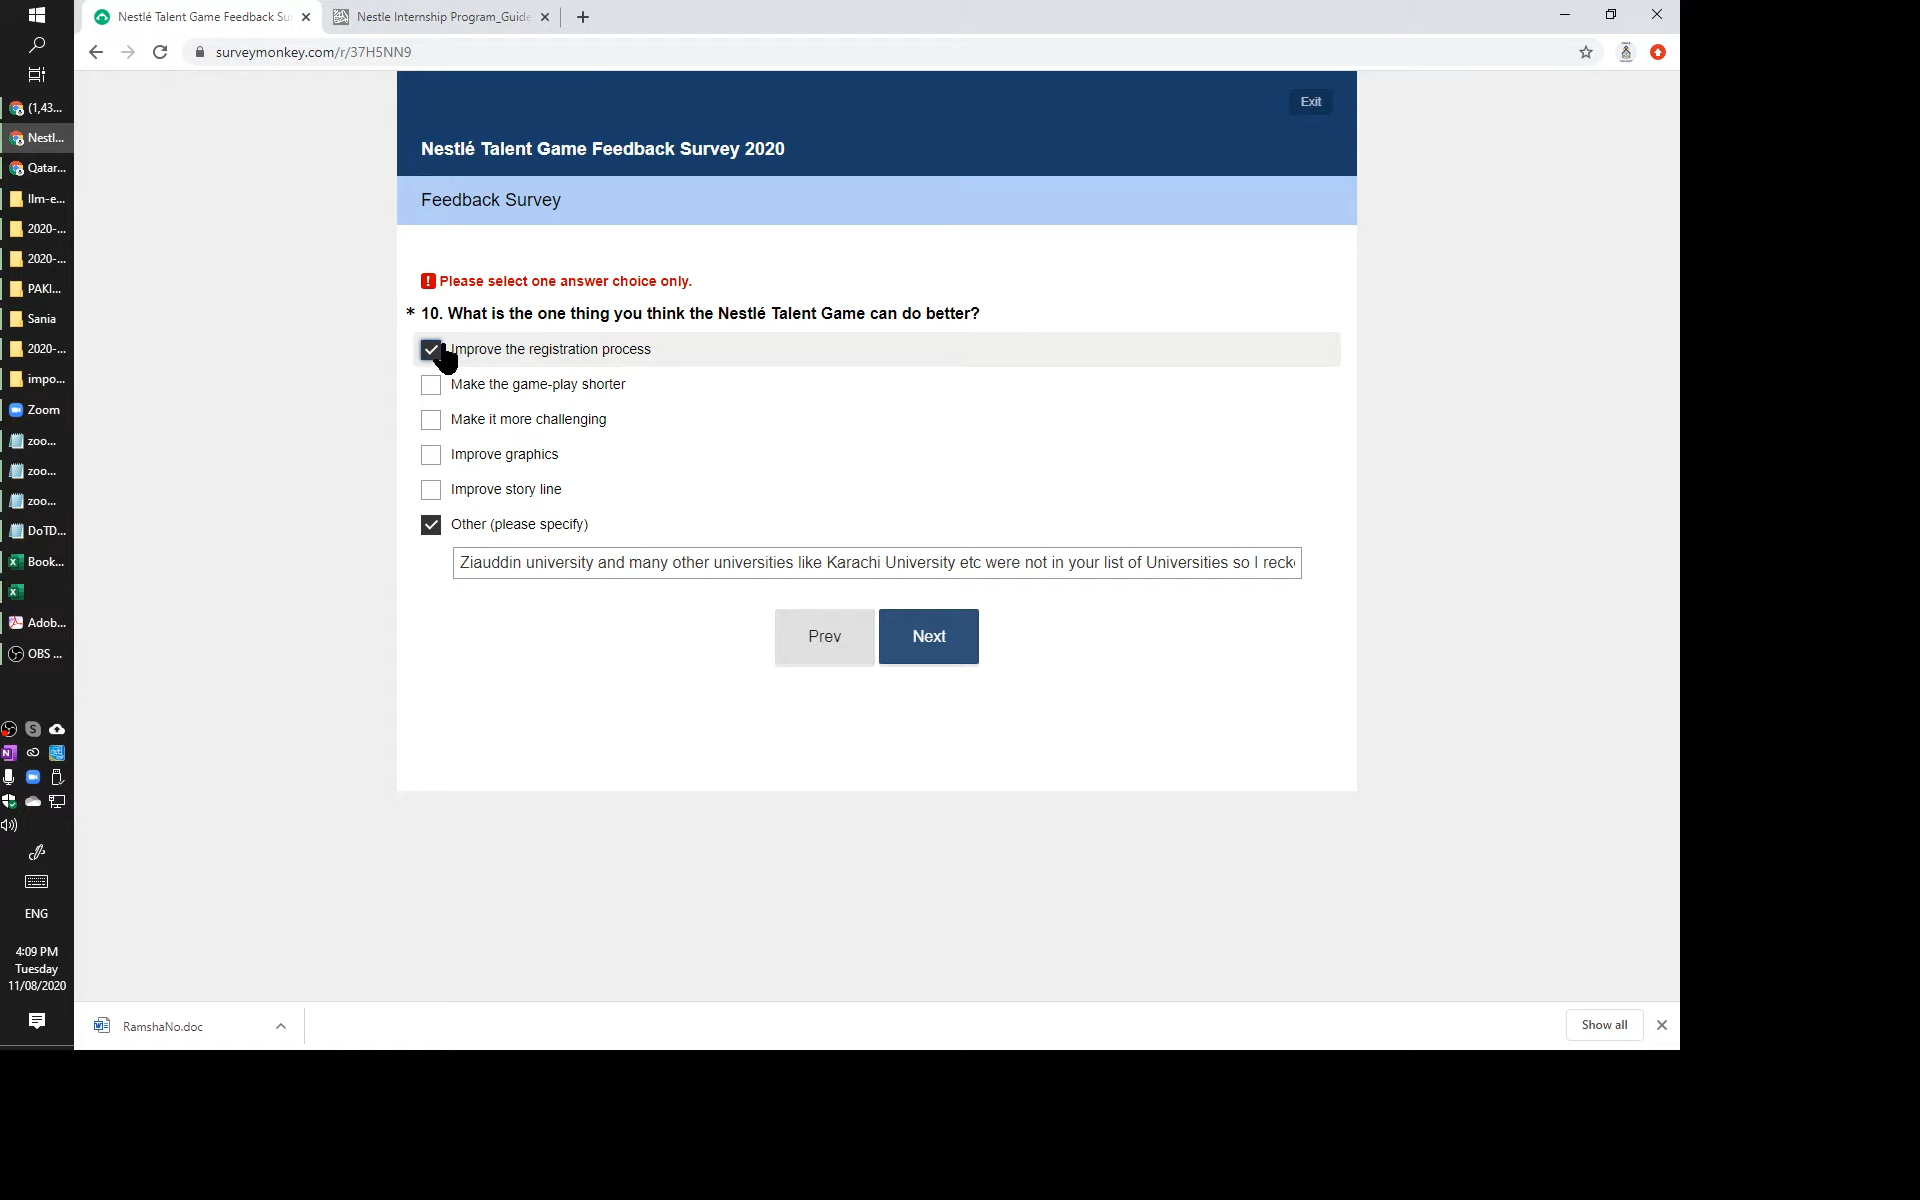 Nestlé Talent Game Feedback Su
Nestle Internship Program_Guide
surveymonkey.com/r/37H5NN9
(1,43...
Nestl...
Qatar...
llm-e...
2020-...
2020-...
PAKI...
Sania
2020-...
impo...
Zoom
zoo...
zoo...
zoo...
DoTD...
Book...
Adob...
OBS ...
ENG
4:09 PM
Tuesday
11/08/2020
Exit
Nestlé Talent Game Feedback Survey 2020
Feedback Survey
! Please select one answer choice only.
* 10. What is the one thing you think the Nestlé Talent Game can do better?
Improve the registration process
Make the game-play shorter
Make it more challenging
Improve graphics
Improve story line
Other (please specify)
Ziauddin university and many other universities like Karachi University etc were not in your list of Universities so I reck
Prev
Next
RamshaNo.doc
Show all